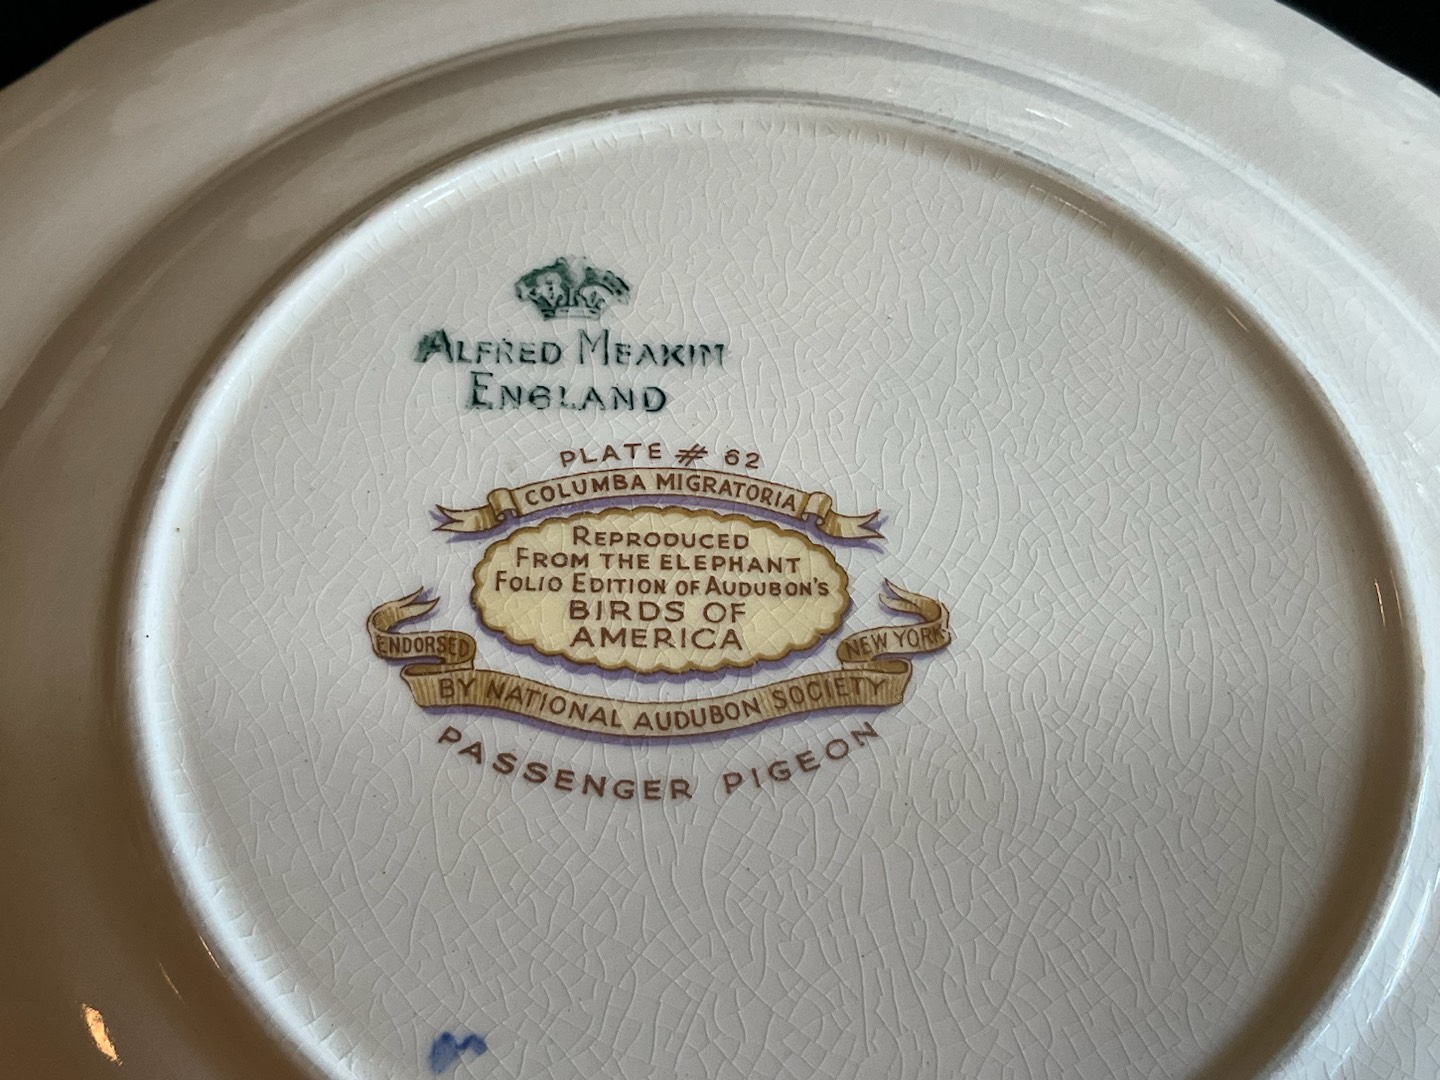 ALFRED MEAKIN
ENGLAND
PLATE # 62
COLUMBA MIGRATORIA
REPRODUCED
FROM THE ELEPHANT
FOLIO EDITION OF AUDUBON'S
BIRDS OF
AMERICA
ENDORSED
BY NATIONAL AUDUBON SOCIETY
NEW YORK
PASSENGER PIGEON